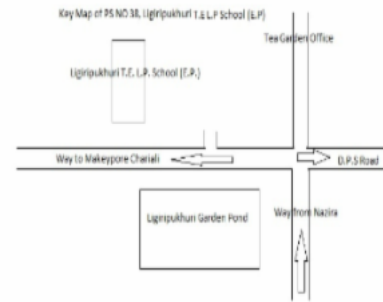 Key Map of PS NO 38, Ligiripukhuri T.E L.P School (E.P)
Tea Garden Office
Ligiripukhuri T.E. L.P. School (E.P.)
Way to Makeypore Chariali
D.P.S Road
Ligiripukhuri Garden Pond
Way from Nazira